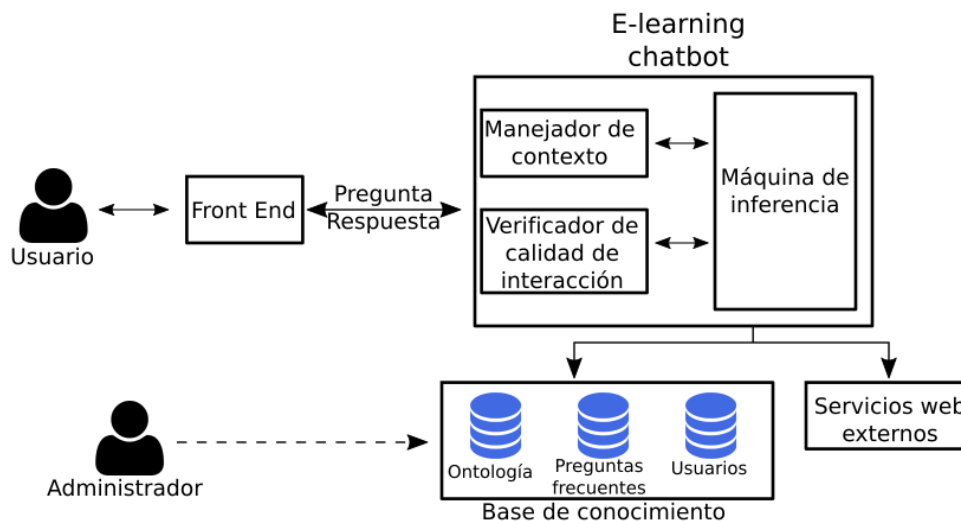 E-learning
chatbot
Manejador de
contexto
Máquina de
inferencia
Pregunta
Front End
Respuesta
Verificador de
calidad de
interacción
Usuario
Servicios web
externos
Ontología
Preguntas
frecuentes
Usuarios
Administrador
Base de conocimiento